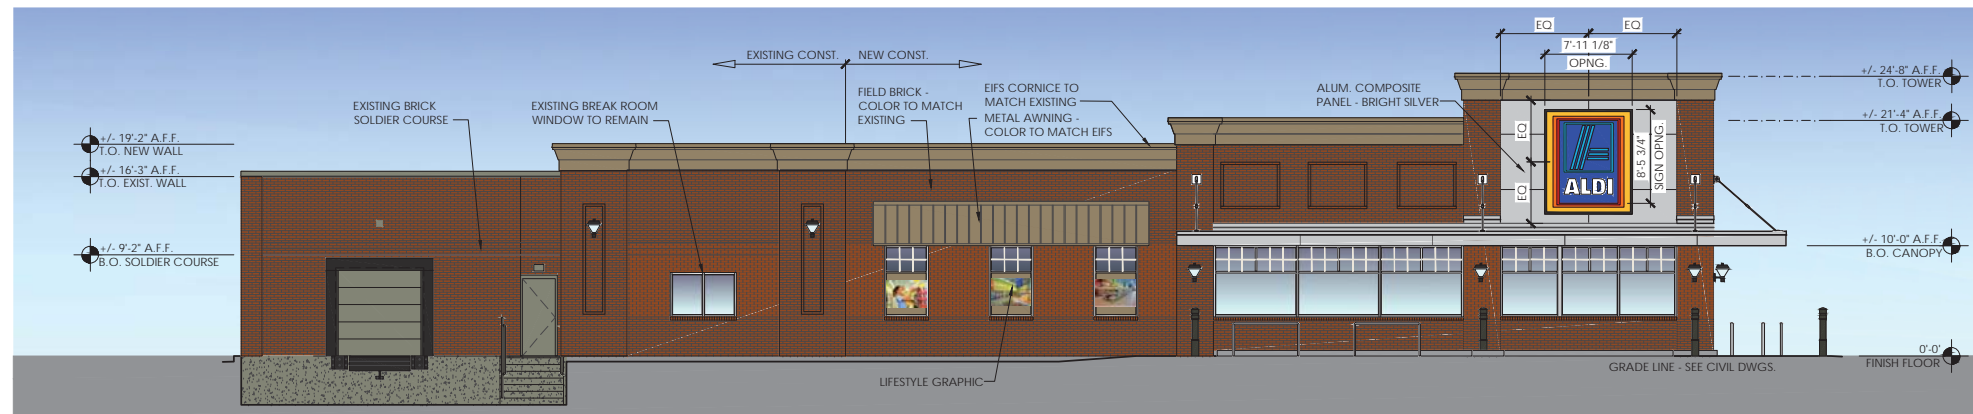 EQ
EQ
7'-11 1/8"
OPNG.
EXISTING CONST.
NEW CONST.
EXISTING BRICK
SOLDIER COURSE
EXISTING BREAK ROOM
WINDOW TO REMAIN
FIELD BRICK -
COLOR TO MATCH
EXISTING
EIFS CORNICE TO
MATCH EXISTING
METAL AWNING -
COLOR TO MATCH EIFS
ALUM. COMPOSITE
PANEL - BRIGHT SILVER
+/- 24'-8" A.F.F.
T.O. TOWER
+/- 21'-4" A.F.F.
T.O. TOWER
+/- 19'-2" A.F.F.
T.O. NEW WALL
+/- 16'-3" A.F.F.
T.O. EXIST. WALL
+/- 9'-2" A.F.F.
B.O. SOLDIER COURSE
EQ
EQ
ALDI
8'-5 3/4"
SIGN OPNG.
+/- 10'-0" A.F.F.
B.O. CANOPY
0'-0'
FINISH FLOOR
GRADE LINE - SEE CIVIL DWGS.
LIFESTYLE GRAPHIC